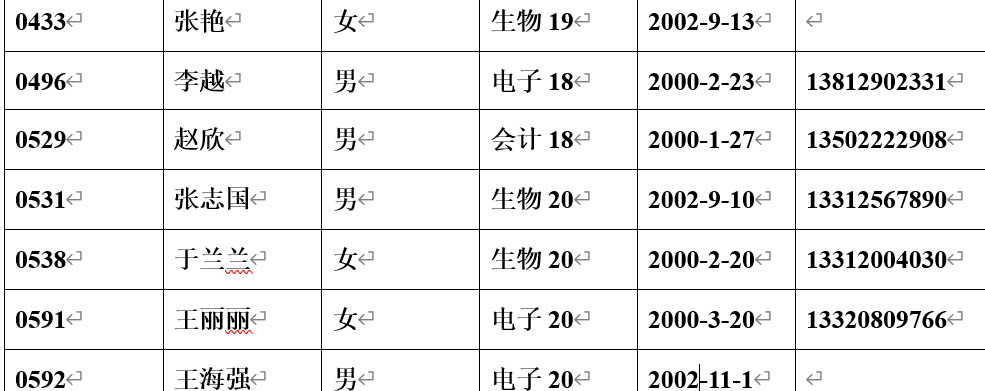 0433 张艳 女 生物 19 2002-9-13
0496 李越 男 电子 18 2000-2-23 13812902331
0529 赵欣 男 会计 18 2000-1-27 13502222908
0531 张志国 男 生物 20 2002-9-10 13312567890
0538 于兰兰 女 生物 20 2000-2-20 13312004030
0591 王丽丽 女 电子 20 2000-3-20 13320809766
0592 王海强 男 电子 20 2002-11-1